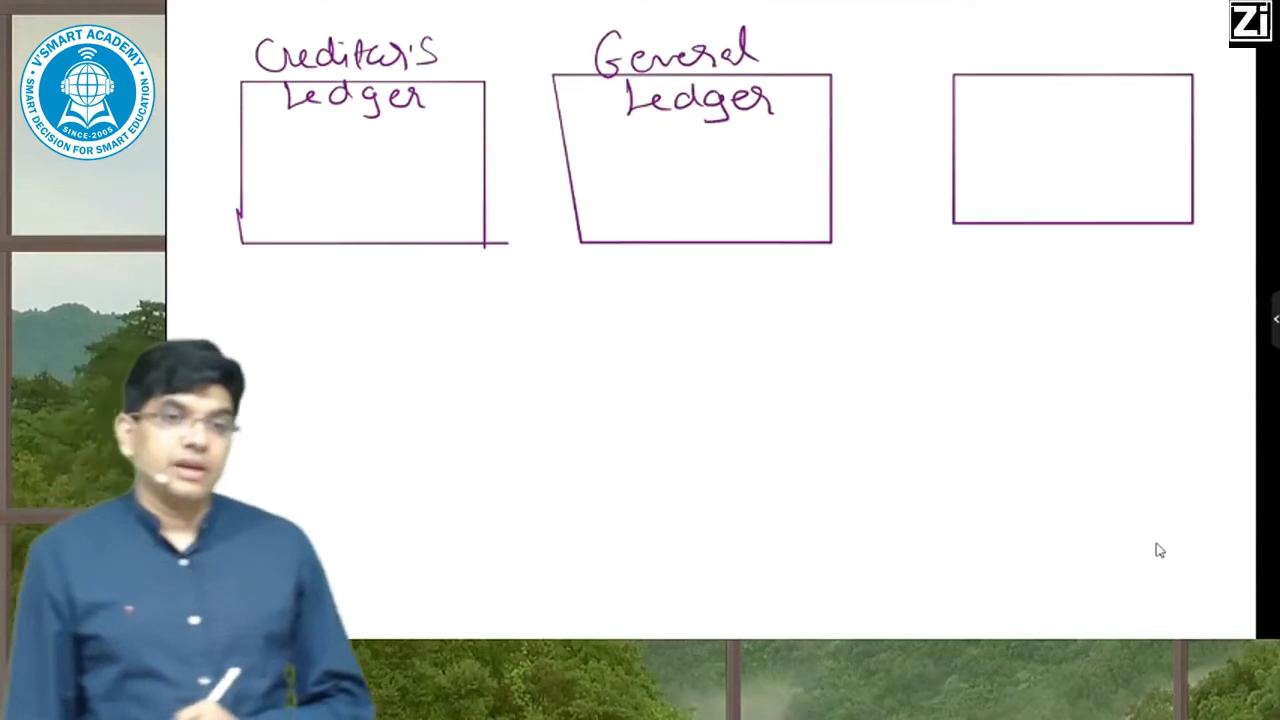 V'SMART ACADEMY
SINCE-2005
SMART DECISION FOR SMART EDUCATION
Creditor's
Ledger
General
Ledger
Zi